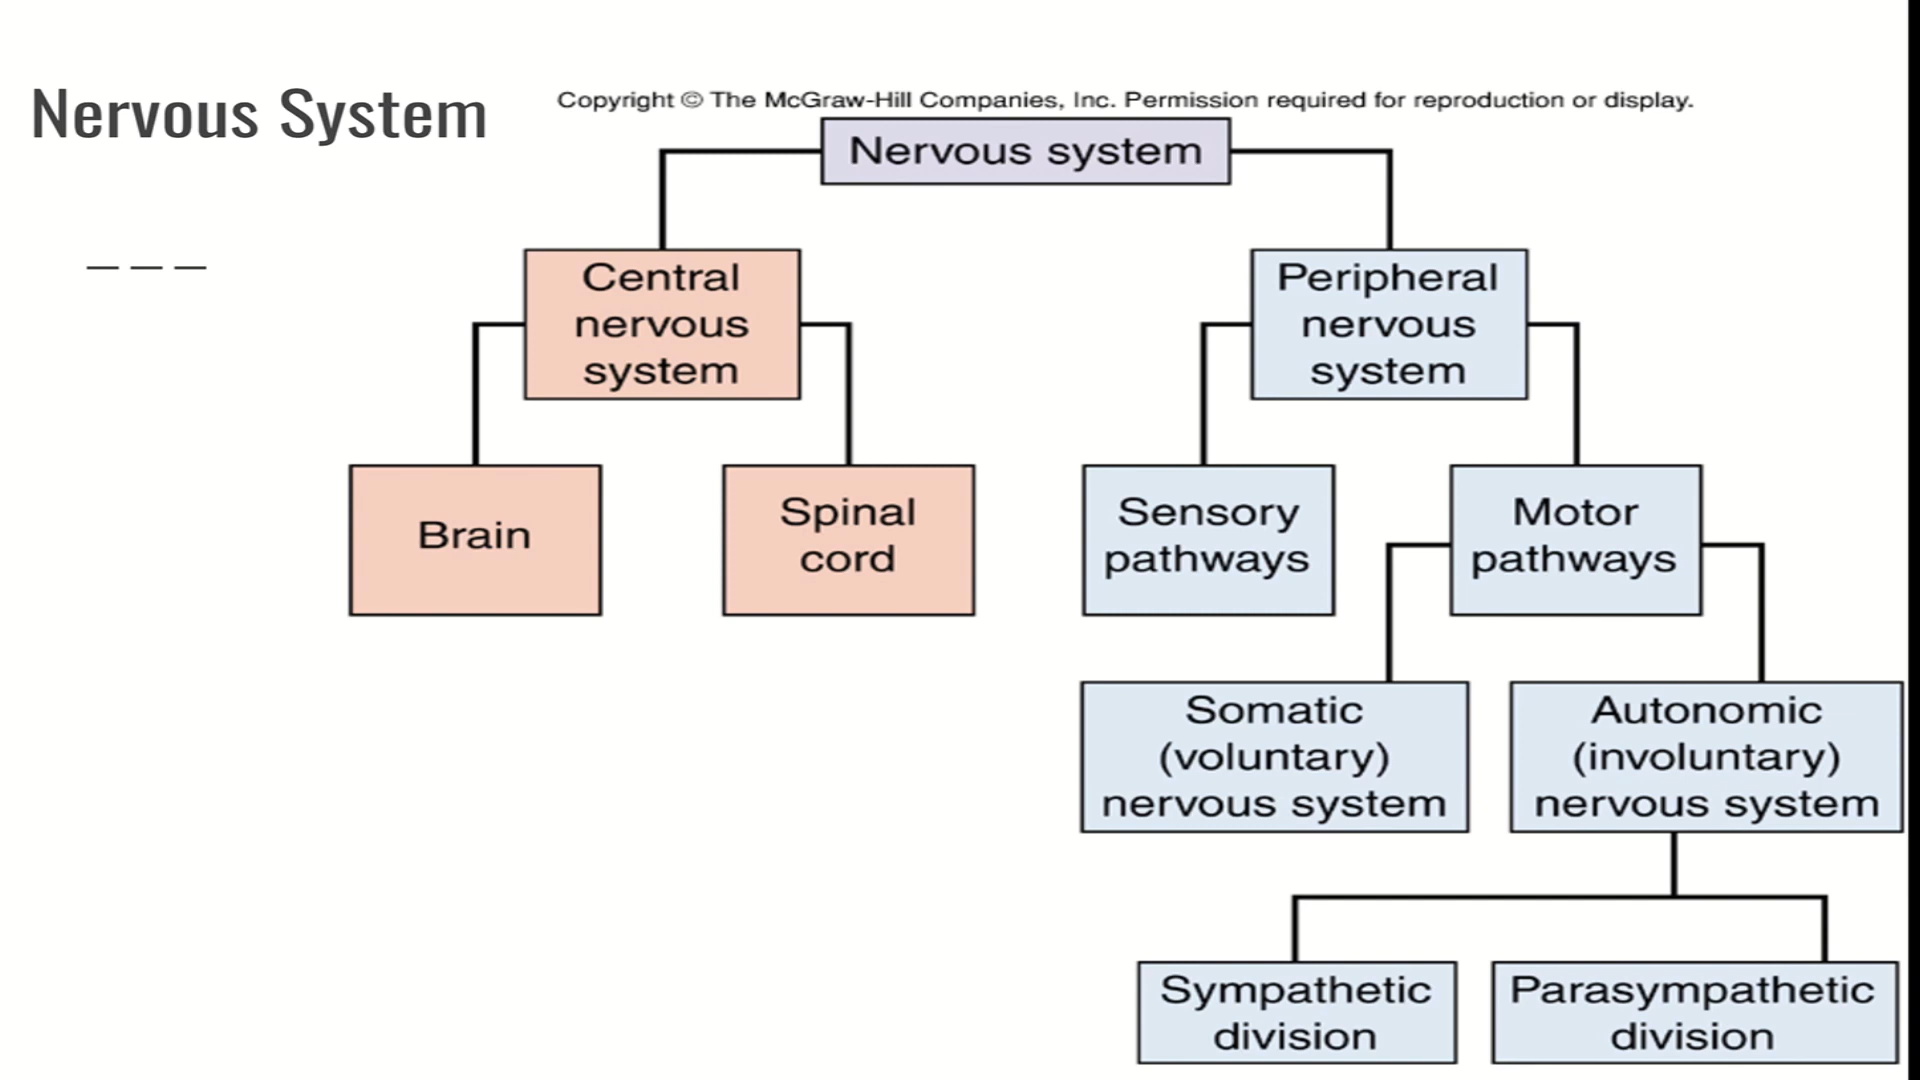 Nervous System
Copyright © The McGraw-Hill Companies, Inc. Permission required for reproduction or display.
Nervous system
Central
nervous
system
Peripheral
nervous
system
Brain
Spinal
cord
Sensory
pathways
Motor
pathways
Somatic
(voluntary)
nervous system
Autonomic
(involuntary)
nervous system
Sympathetic
division
Parasympathetic
division